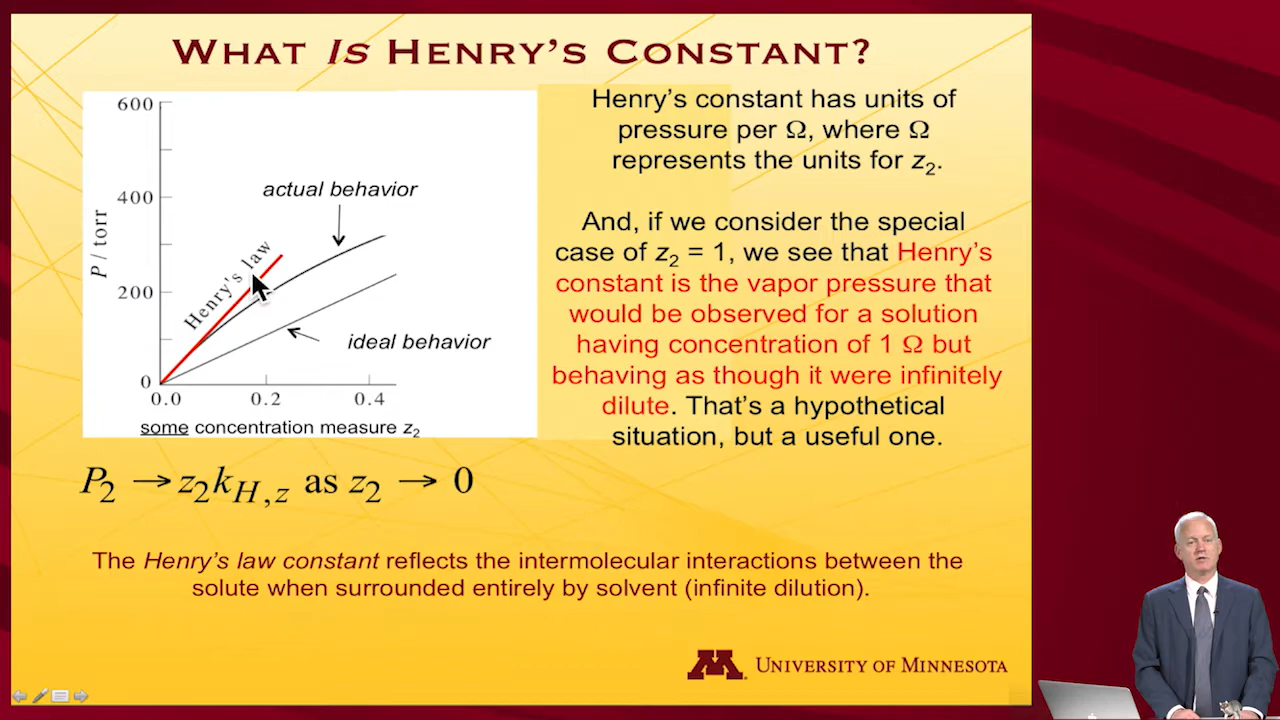 WHAT IS HENRY'S CONSTANT?
600
400
200
0
P / torr
0.0 0.2 0.4
Henry's law
actual behavior
ideal behavior
some concentration measure z₂
Henry's constant has units of
pressure per Ω, where Ω
represents the units for z₂.
And, if we consider the special
case of z₂ = 1, we see that Henry's
constant is the vapor pressure that
would be observed for a solution
having concentration of 1 Ω but
behaving as though it were infinitely
dilute. That's a hypothetical
situation, but a useful one.
P₂ → z₂k_{H,z} as z₂ → 0
The Henry's law constant reflects the intermolecular interactions between the
solute when surrounded entirely by solvent (infinite dilution).
M UNIVERSITY OF MINNESOTA